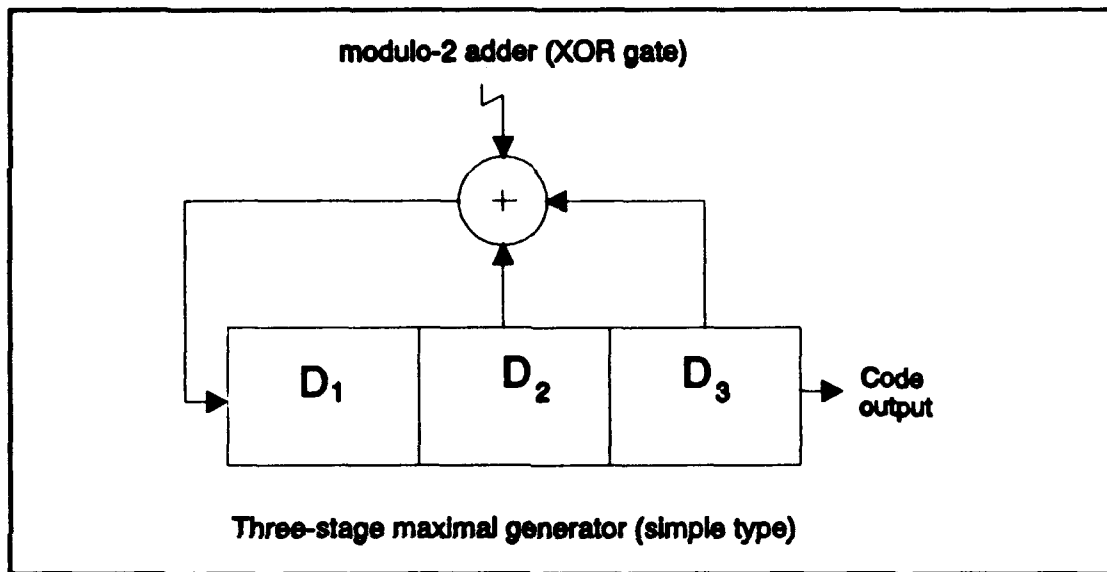 modulo-2 adder (XOR gate)
+
D₁ D₂ D₃
Code
output
Three-stage maximal generator (simple type)